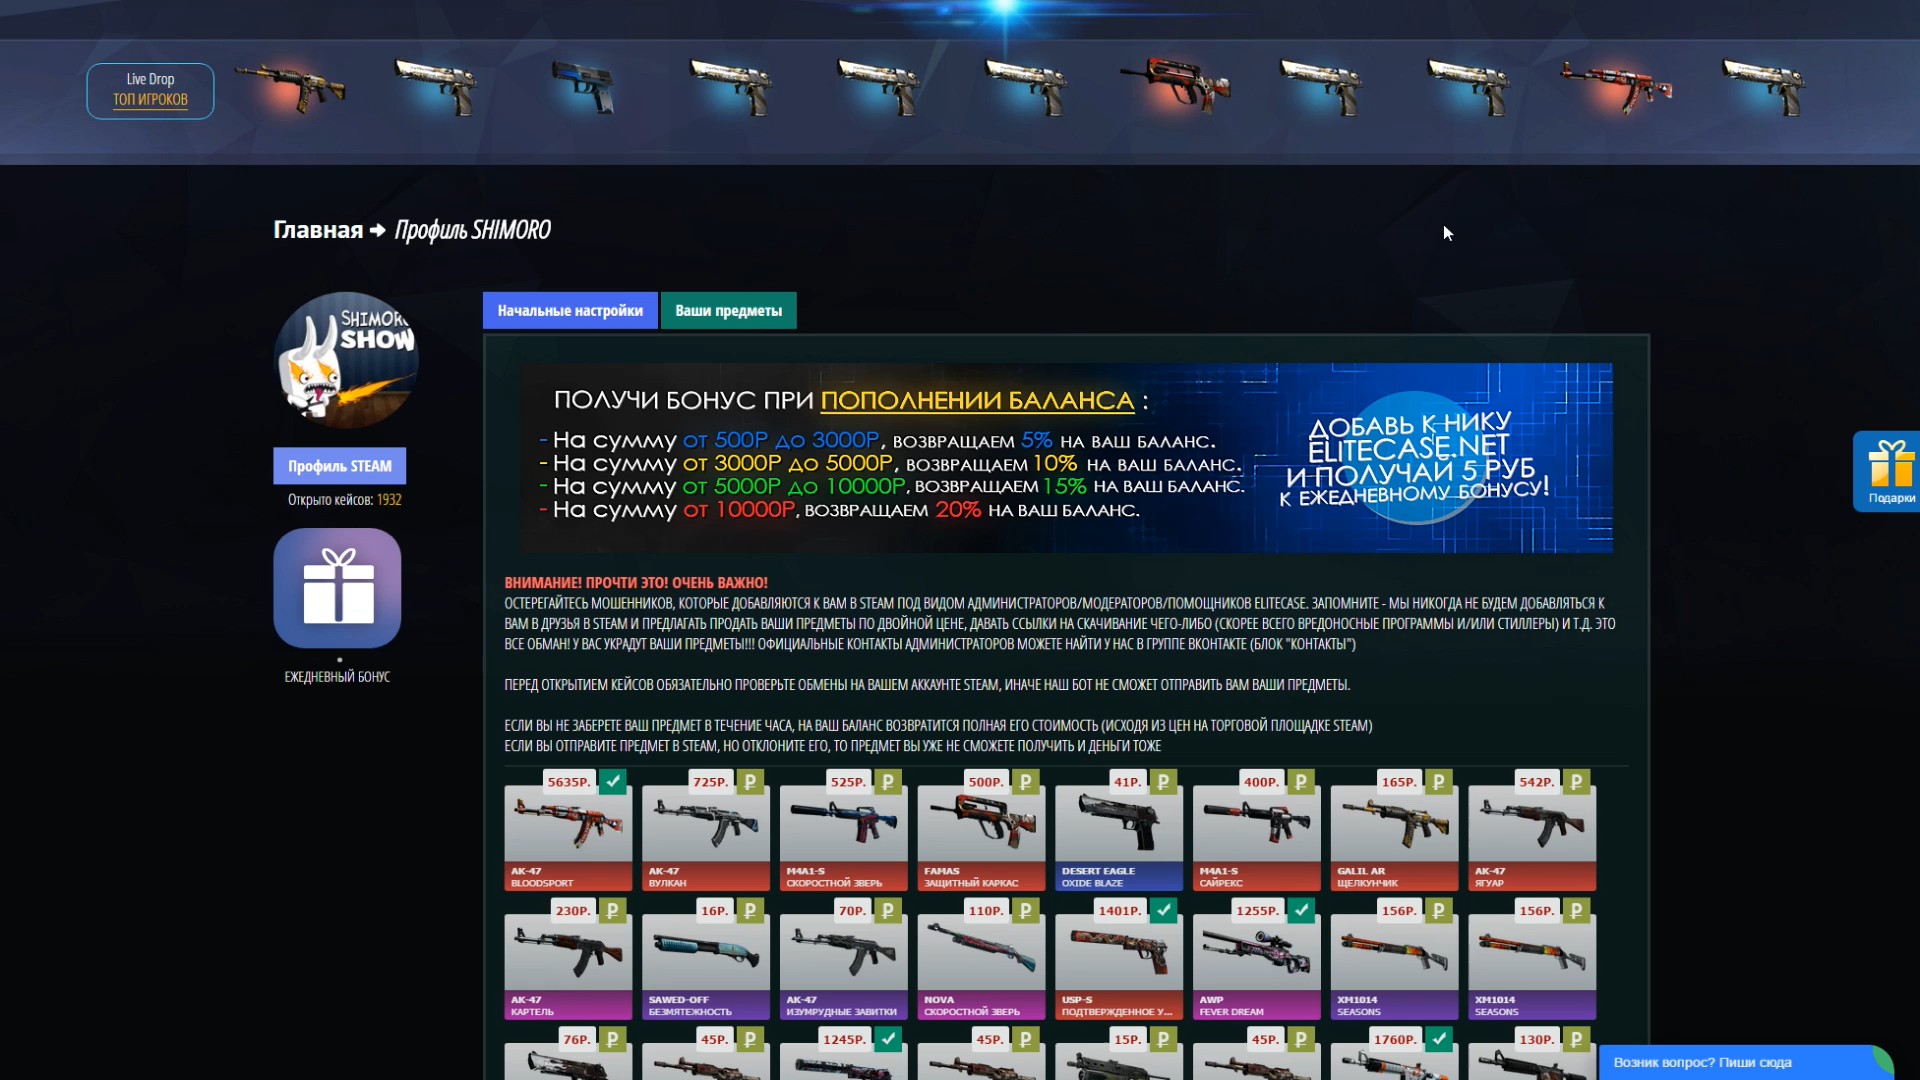 Live Drop
ТОП ИГРОКОВ
Главная Профиль SHIMORO
SHIMORO
SHOW
Начальные настройки Ваши предметы
ПОЛУЧИ БОНУС ПРИ ПОПОЛНЕНИИ БАЛАНСА :
- На сумму от 500Р до 3000Р, ВОЗВРАЩАЕМ 5% НА ВАШ БАЛАНС.
- На сумму от 3000Р до 5000Р, ВОЗВРАЩАЕМ 10% НА ВАШ БАЛАНС.
- На сумму от 5000Р до 10000Р, ВОЗВРАЩАЕМ 15% НА ВАШ БАЛАНС.
- На сумму от 10000Р, ВОЗВРАЩАЕМ 20% НА ВАШ БАЛАНС.
ДОБАВЬ К НИКУ
ELITECASE.NET
И ПОЛУЧАЙ 5 РУБ
К ЕЖЕДНЕВНОМУ БОНУСУ!
Подарки
Профиль STEAM
Открыто кейсов: 1932
ЕЖЕДНЕВНЫЙ БОНУС
ВНИМАНИЕ! ПРОЧТИ ЭТО! ОЧЕНЬ ВАЖНО!
ОСТЕРЕГАЙТЕСЬ МОШЕННИКОВ, КОТОРЫЕ ДОБАВЛЯЮТСЯ К ВАМ В STEAM ПОД ВИДОМ АДМИНИСТРАТОРОВ/МОДЕРАТОРОВ/ПОМОЩНИКОВ ELITECASE. ЗАПОМНИТЕ - МЫ НИКОГДА НЕ БУДЕМ ДОБАВЛЯТЬСЯ К
ВАМ В ДРУЗЬЯ В STEAM И ПРЕДЛАГАТЬ ПРОДАТЬ ВАШИ ПРЕДМЕТЫ ПО ДВОЙНОЙ ЦЕНЕ, ДАВАТЬ ССЫЛКИ НА СКАЧИВАНИЕ ЧЕГО-ЛИБО (СКОРЕЕ ВСЕГО ВРЕДОНОСНЫЕ ПРОГРАММЫ И/ИЛИ СТИЛЛЕРЫ) И Т.Д. ЭТО
ВСЕ ОБМАН! У ВАС УКРАДУТ ВАШИ ПРЕДМЕТЫ!!! ОФИЦИАЛЬНЫЕ КОНТАКТЫ АДМИНИСТРАТОРОВ МОЖЕТЕ НАЙТИ У НАС В ГРУППЕ ВКОНТАКТЕ (БЛОК "КОНТАКТЫ")
ПЕРЕД ОТКРЫТИЕМ КЕЙСОВ ОБЯЗАТЕЛЬНО ПРОВЕРЬТЕ ОБМЕНЫ НА ВАШЕМ АККАУНТЕ STEAM, ИНАЧЕ НАШ БОТ НЕ СМОЖЕТ ОТПРАВИТЬ ВАМ ВАШИ ПРЕДМЕТЫ.
ЕСЛИ ВЫ НЕ ЗАБЕРЕТЕ ВАШ ПРЕДМЕТ В ТЕЧЕНИЕ ЧАСА, НА ВАШ БАЛАНС ВОЗВРАТИТСЯ ПОЛНАЯ ЕГО СТОИМОСТЬ (ИСХОДЯ ИЗ ЦЕН НА ТОРГОВОЙ ПЛОЩАДКЕ STEAM)
ЕСЛИ ВЫ ОТПРАВИТЕ ПРЕДМЕТ В STEAM, НО ОТКЛОНИТЕ ЕГО, ТО ПРЕДМЕТ ВЫ УЖЕ НЕ СМОЖЕТЕ ПОЛУЧИТЬ И ДЕНЬГИ ТОЖЕ
5635Р. 725Р. ₽ 525Р. ₽ 500Р. ₽ 41Р. ₽ 400Р. ₽ 165Р. ₽ 542Р. ₽
AK-47 AK-47 M4A1-S FAMAS DESERT EAGLE M4A1-S GALIL AR AK-47
BLOODSPORT ВУЛКАН СКОРОСТНОЙ ЗВЕРЬ ЗАЩИТНЫЙ КАРКАС OXIDE BLAZE САЙРЕКС ЩЕЛКУНЧИК ЯГУАР
230Р. ₽ 16Р. ₽ 70Р. ₽ 110Р. ₽ 1401Р. 1255Р. 156Р. ₽ 156Р. ₽
AK-47 SAWED-OFF AK-47 NOVA USP-S AWP XM1014 XM1014
КАРТЕЛЬ БЕЗМЯТЕЖНОСТЬ ИЗУМРУДНЫЕ ЗАВИТКИ СКОРОСТНОЙ ЗВЕРЬ ПОДТВЕРЖДЕННОЕ У... FEVER DREAM SEASONS SEASONS
76Р. ₽ 45Р. ₽ 1245Р. 45Р. ₽ 15Р. ₽ 45Р. ₽ 1760Р. 130Р. ₽
Возник вопрос? Пиши сюда